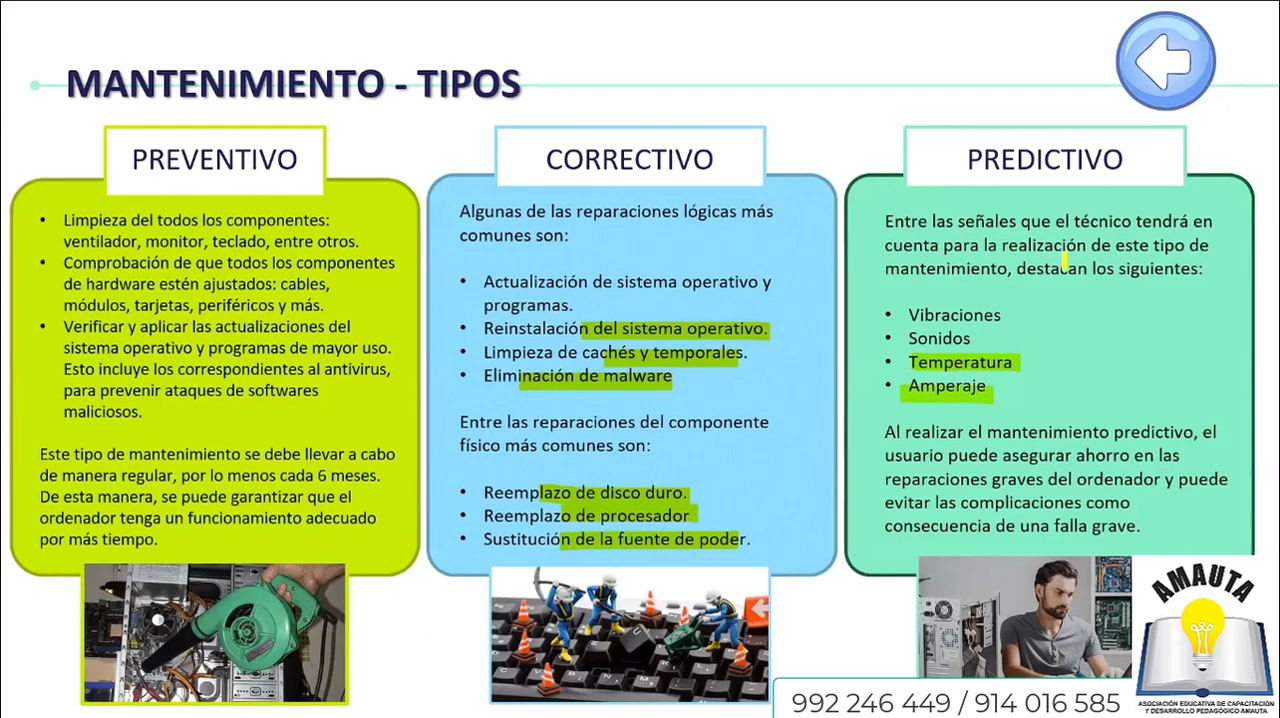 MANTENIMIENTO - TIPOS
PREVENTIVO
• Limpieza del todos los componentes:
ventilador, monitor, teclado, entre otros.
• Comprobación de que todos los componentes
de hardware estén ajustados: cables,
módulos, tarjetas, periféricos y más.
• Verificar y aplicar las actualizaciones del
sistema operativo y programas de mayor uso.
Esto incluye los correspondientes al antivirus,
para prevenir ataques de softwares
maliciosos.
Este tipo de mantenimiento se debe llevar a cabo
de manera regular, por lo menos cada 6 meses.
De esta manera, se puede garantizar que el
ordenador tenga un funcionamiento adecuado
por más tiempo.
CORRECTIVO
Algunas de las reparaciones lógicas más
comunes son:
• Actualización de sistema operativo y
programas.
• Reinstalación del sistema operativo.
• Limpieza de cachés y temporales.
• Eliminación de malware
Entre las reparaciones del componente
físico más comunes son:
• Reemplazo de disco duro.
• Reemplazo de procesador
• Sustitución de la fuente de poder.
PREDICTIVO
Entre las señales que el técnico tendrá en
cuenta para la realización de este tipo de
mantenimiento, destacan los siguientes:
• Vibraciones
• Sonidos
• Temperatura
• Amperaje
Al realizar el mantenimiento predictivo, el
usuario puede asegurar ahorro en las
reparaciones graves del ordenador y puede
evitar las complicaciones como
consecuencia de una falla grave.
992 246 449 / 914 016 585
AMAUTA
ASOCIACIÓN EDUCATIVA DE CAPACITACIÓN
Y DESARROLLO PEDAGÓGICO AMAUTA